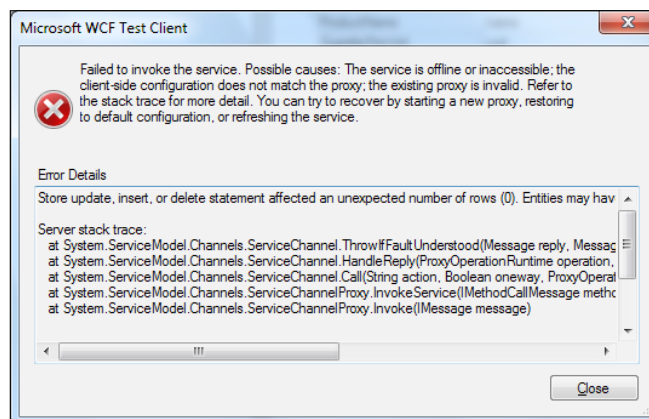 Microsoft WCF Test Client
Failed to invoke the service. Possible causes: The service is offline or inaccessible; the
client-side configuration does not match the proxy; the existing proxy is invalid. Refer to
the stack trace for more detail. You can try to recover by starting a new proxy, restoring
to default configuration, or refreshing the service.
Error Details
Store update, insert, or delete statement affected an unexpected number of rows (0). Entities may hav
Server stack trace:
at System.ServiceModel.Channels.ServiceChannel.ThrowIfFaultUnderstood(Message reply, Messag
at System.ServiceModel.Channels.ServiceChannel.HandleReply(ProxyOperationRuntime operation,
at System.ServiceModel.Channels.ServiceChannel.Call(String action, Boolean oneway, ProxyOperat
at System.ServiceModel.Channels.ServiceChannelProxy.InvokeService(IMethodCallMessage metho
at System.ServiceModel.Channels.ServiceChannelProxy.Invoke(IMessage message)
Close